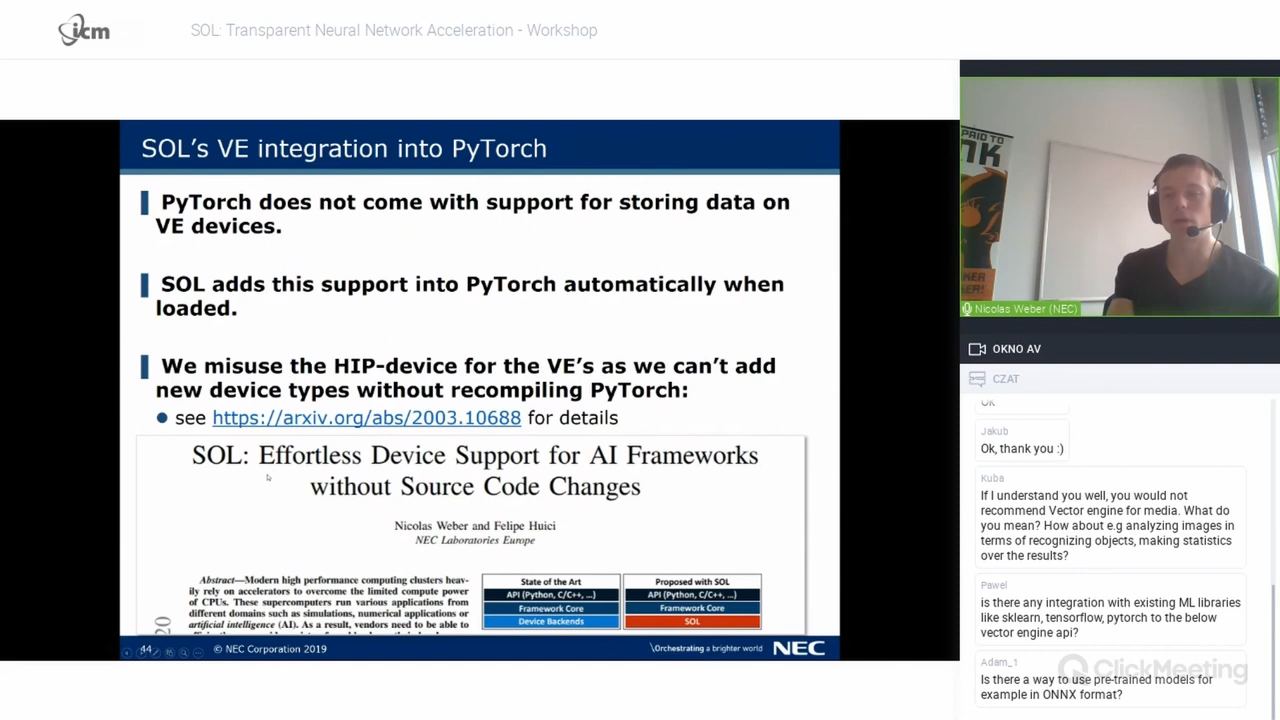 icm
SOL: Transparent Neural Network Acceleration - Workshop
SOL's VE integration into PyTorch
PyTorch does not come with support for storing data on
VE devices.
SOL adds this support into PyTorch automatically when
loaded.
We misuse the HIP-device for the VE's as we can't add
new device types without recompiling PyTorch:
see https://arxiv.org/abs/2003.10688 for details
SOL: Effortless Device Support for AI Frameworks
without Source Code Changes
Nicolas Weber and Felipe Huici
NEC Laboratories Europe
Abstract—Modern high performance computing clusters heav-
ily rely on accelerators to overcome the limited compute power
of CPUs. These supercomputers run various applications from
different domains such as simulations, numerical applications or
artificial intelligence (AI). As a result, vendors need to be able to
State of the Art
API (Python, C/C++, ...)
Framework Core
Device Backends
Proposed with SOL
API (Python, C/C++, ...)
Framework Core
SOL
20
44
© NEC Corporation 2019
\Orchestrating a brighter world
NEC
PAID TO
NK
KER
ER!
Nicolas Weber (NEC)
OKNO AV
CZAT
OK
Jakub
Ok, thank you :)
Kuba
If I understand you well, you would not
recommend Vector engine for media. What do
you mean? How about e.g analyzing images in
terms of recognizing objects, making statistics
over the results?
Pawel
is there any integration with existing ML libraries
like sklearn, tensorflow, pytorch to the below
vector engine api?
Adam_1
Is there a way to use pre-trained models for
example in ONNX format?
ClickMeeting